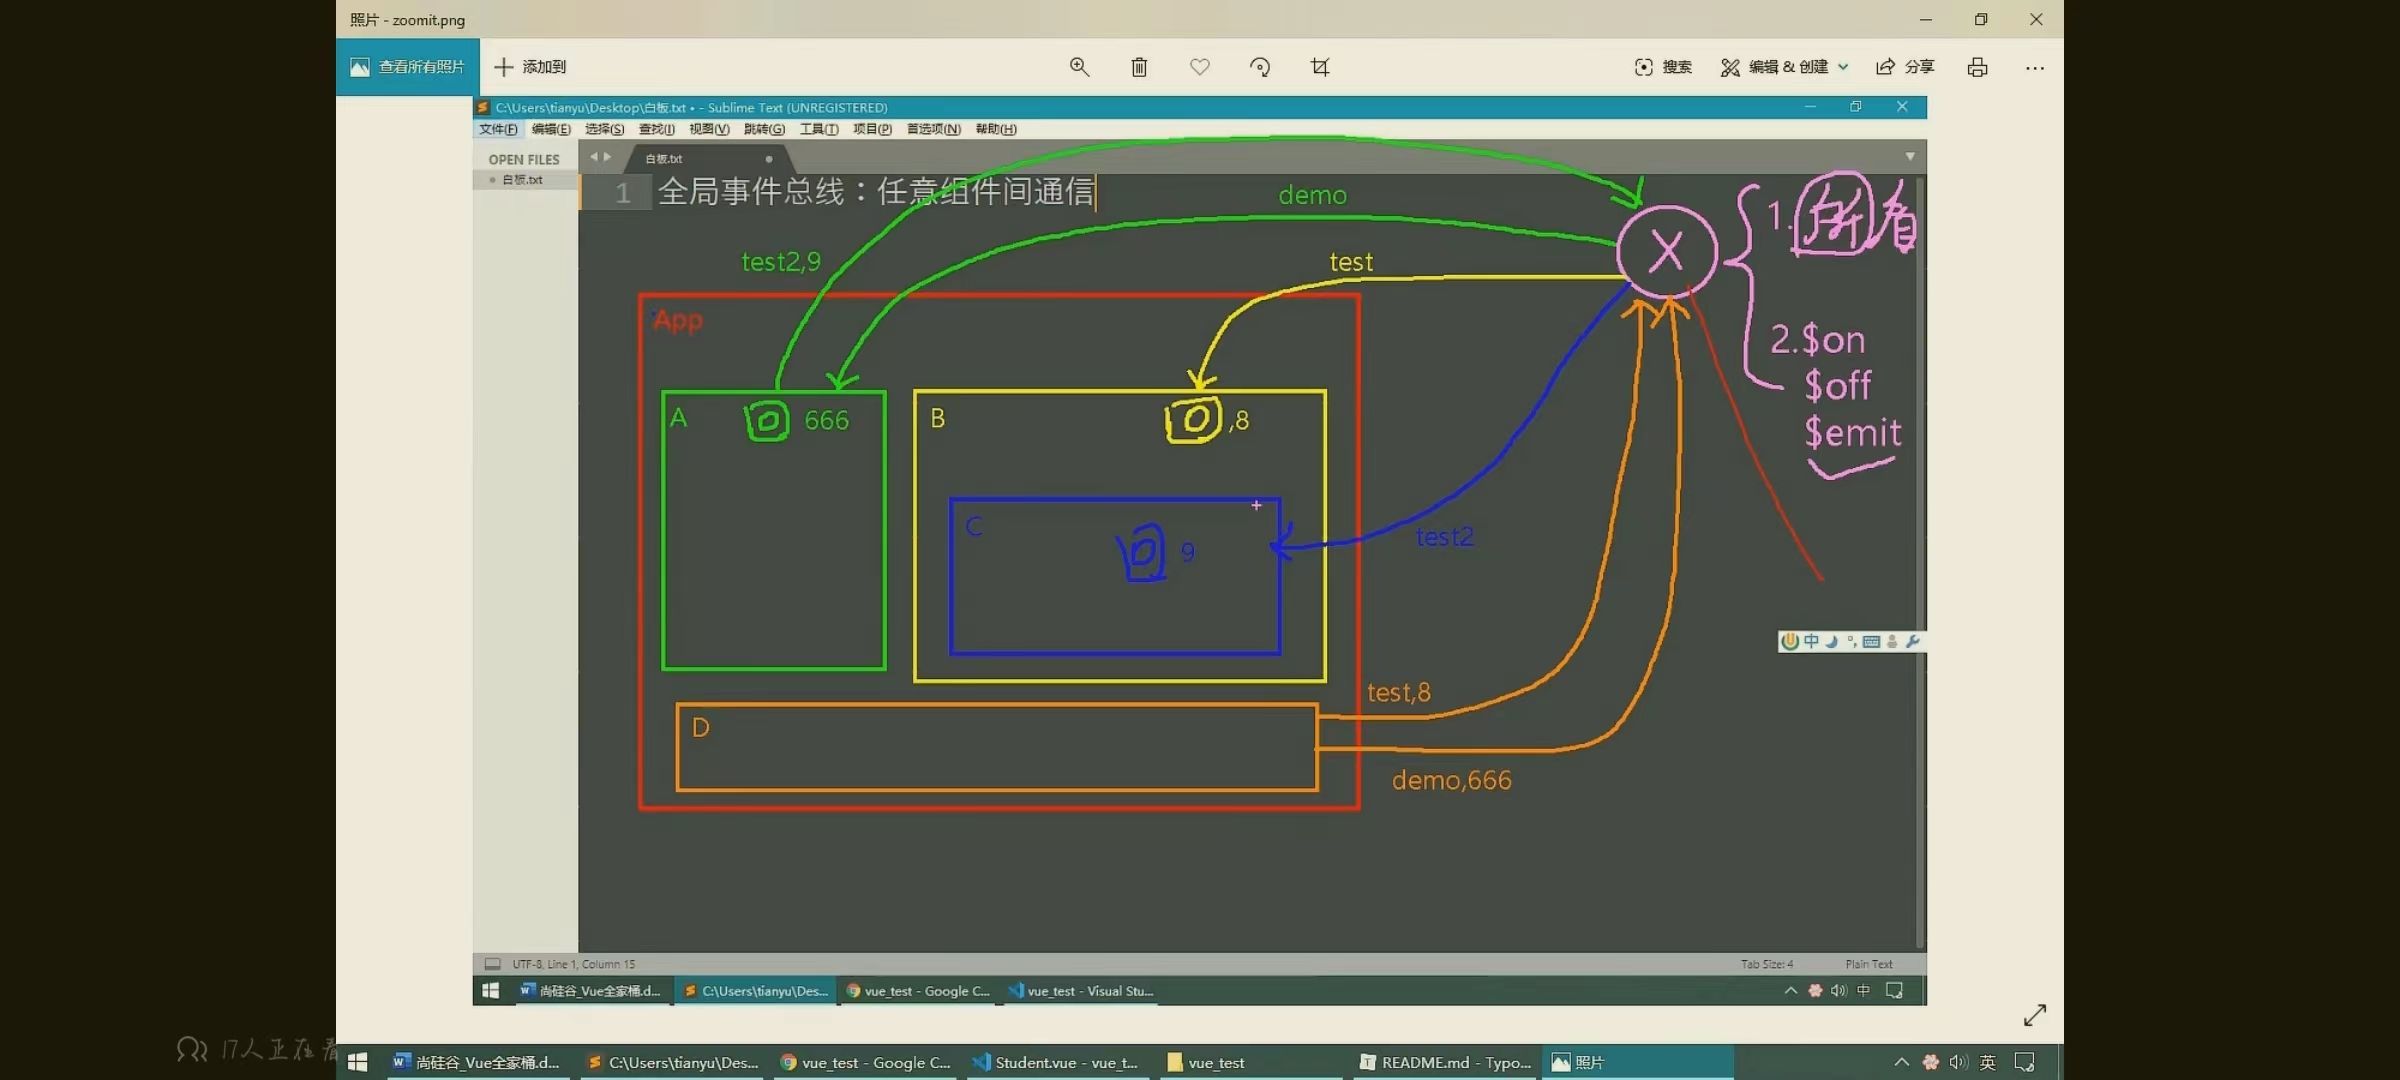 照片 - zoomit.png
查看所有照片
添加到
搜索
编辑 & 创建
分享
C:\Users\tianyu\Desktop\白板.txt • - Sublime Text (UNREGISTERED)
文件(F) 编辑(E) 选择(S) 查找(I) 视图(V) 跳转(G) 工具(T) 项目(P) 首选项(N) 帮助(H)
OPEN FILES
白板.txt
白板.txt
1 全局事件总线：任意组件间通信
demo
test2,9
test
X
1.所有
2.$on
$off
$emit
App
A 666
B ,8
C 9
test2
D
test,8
demo,666
中
UTF-8, Line 1, Column 15
Tab Size: 4 Plain Text
尚硅谷_Vue全家桶.d...
C:\Users\tianyu\Des...
vue_test - Google C...
vue_test - Visual Stu...
中
17人正在看
尚硅谷_Vue全家桶.d...
C:\Users\tianyu\Des...
vue_test - Google C...
Student.vue - vue_t...
vue_test
README.md - Typo...
照片
英